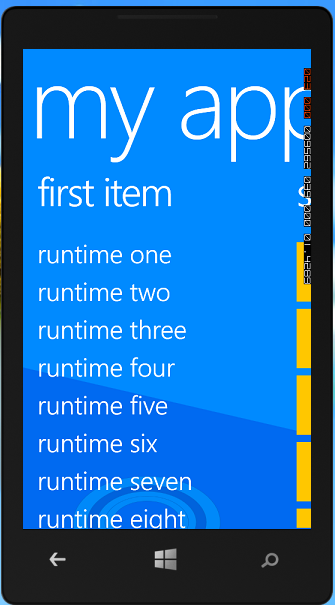 my app
first item
s
runtime one
runtime two
runtime three
runtime four
runtime five
runtime six
runtime seven
runtime eight